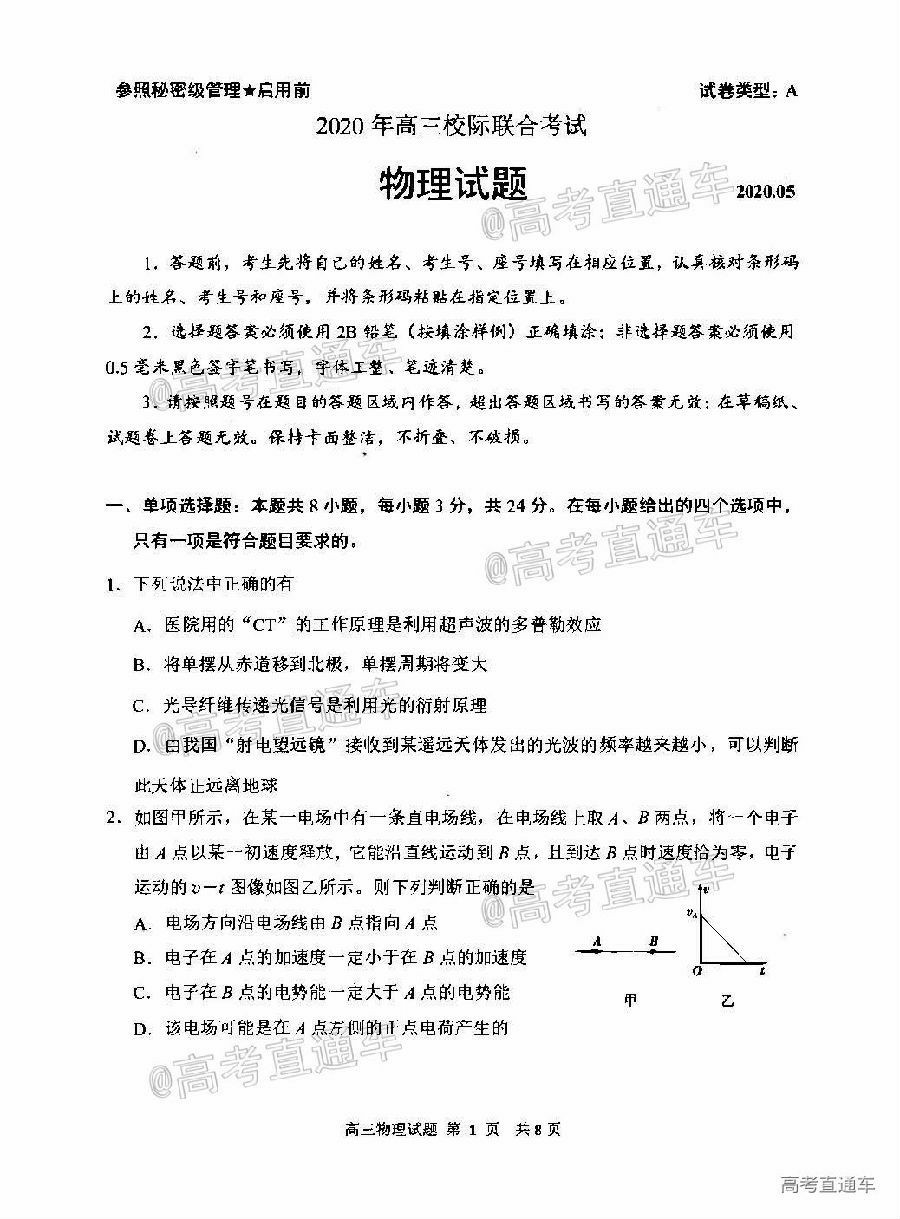 参照秘密级管理★启用前 试卷类型：A
2020 年高三校际联合考试
物理试题 2020.05
@高考直通车
1．答题前，考生先将自己的姓名、考生号、座号填写在相应位置，认真核对条形码
上的姓名、考生号和座号，并将条形码粘贴在指定位置上。
2．选择题答案必须使用 2B 铅笔（按填涂样例）正确填涂；非选择题答案必须使用
0.5 毫米黑色签字笔书写，字体工整、笔迹清楚。
@高考直通车
3．请按照题号在题目的答题区域内作答，超出答题区域书写的答案无效；在草稿纸、
试题卷上答题无效。保持卡面整洁，不折叠、不破损。
一、单项选择题：本题共 8 小题，每小题 3 分，共 24 分。在每小题给出的四个选项中，
只有一项是符合题目要求的。
@高考直通车
1．下列说法中正确的有
A．医院用的“CT”的工作原理是利用超声波的多普勒效应
B．将单摆从赤道移到北极，单摆周期将变大
C．光导纤维传递光信号是利用光的衍射原理
@高考直通车
D．由我国“射电望远镜”接收到某遥远天体发出的光波的频率越来越小，可以判断
此天体正远离地球
2．如图甲所示，在某一电场中有一条直电场线，在电场线上取 A、B 两点，将一个电子
由 A 点以某一初速度释放，它能沿直线运动到 B 点，且到达 B 点时速度恰为零，电子
运动的 v－t 图像如图乙所示。则下列判断正确的是
@高考直通车
A．电场方向沿电场线由 B 点指向 A 点
B．电子在 A 点的加速度一定小于在 B 点的加速度
C．电子在 B 点的电势能一定大于 A 点的电势能
D．该电场可能是在 A 点左侧的正点电荷产生的
A B
甲
v
vA
O t
乙
@高考直通车
高三物理试题 第 1 页 共 8 页
高考直通车